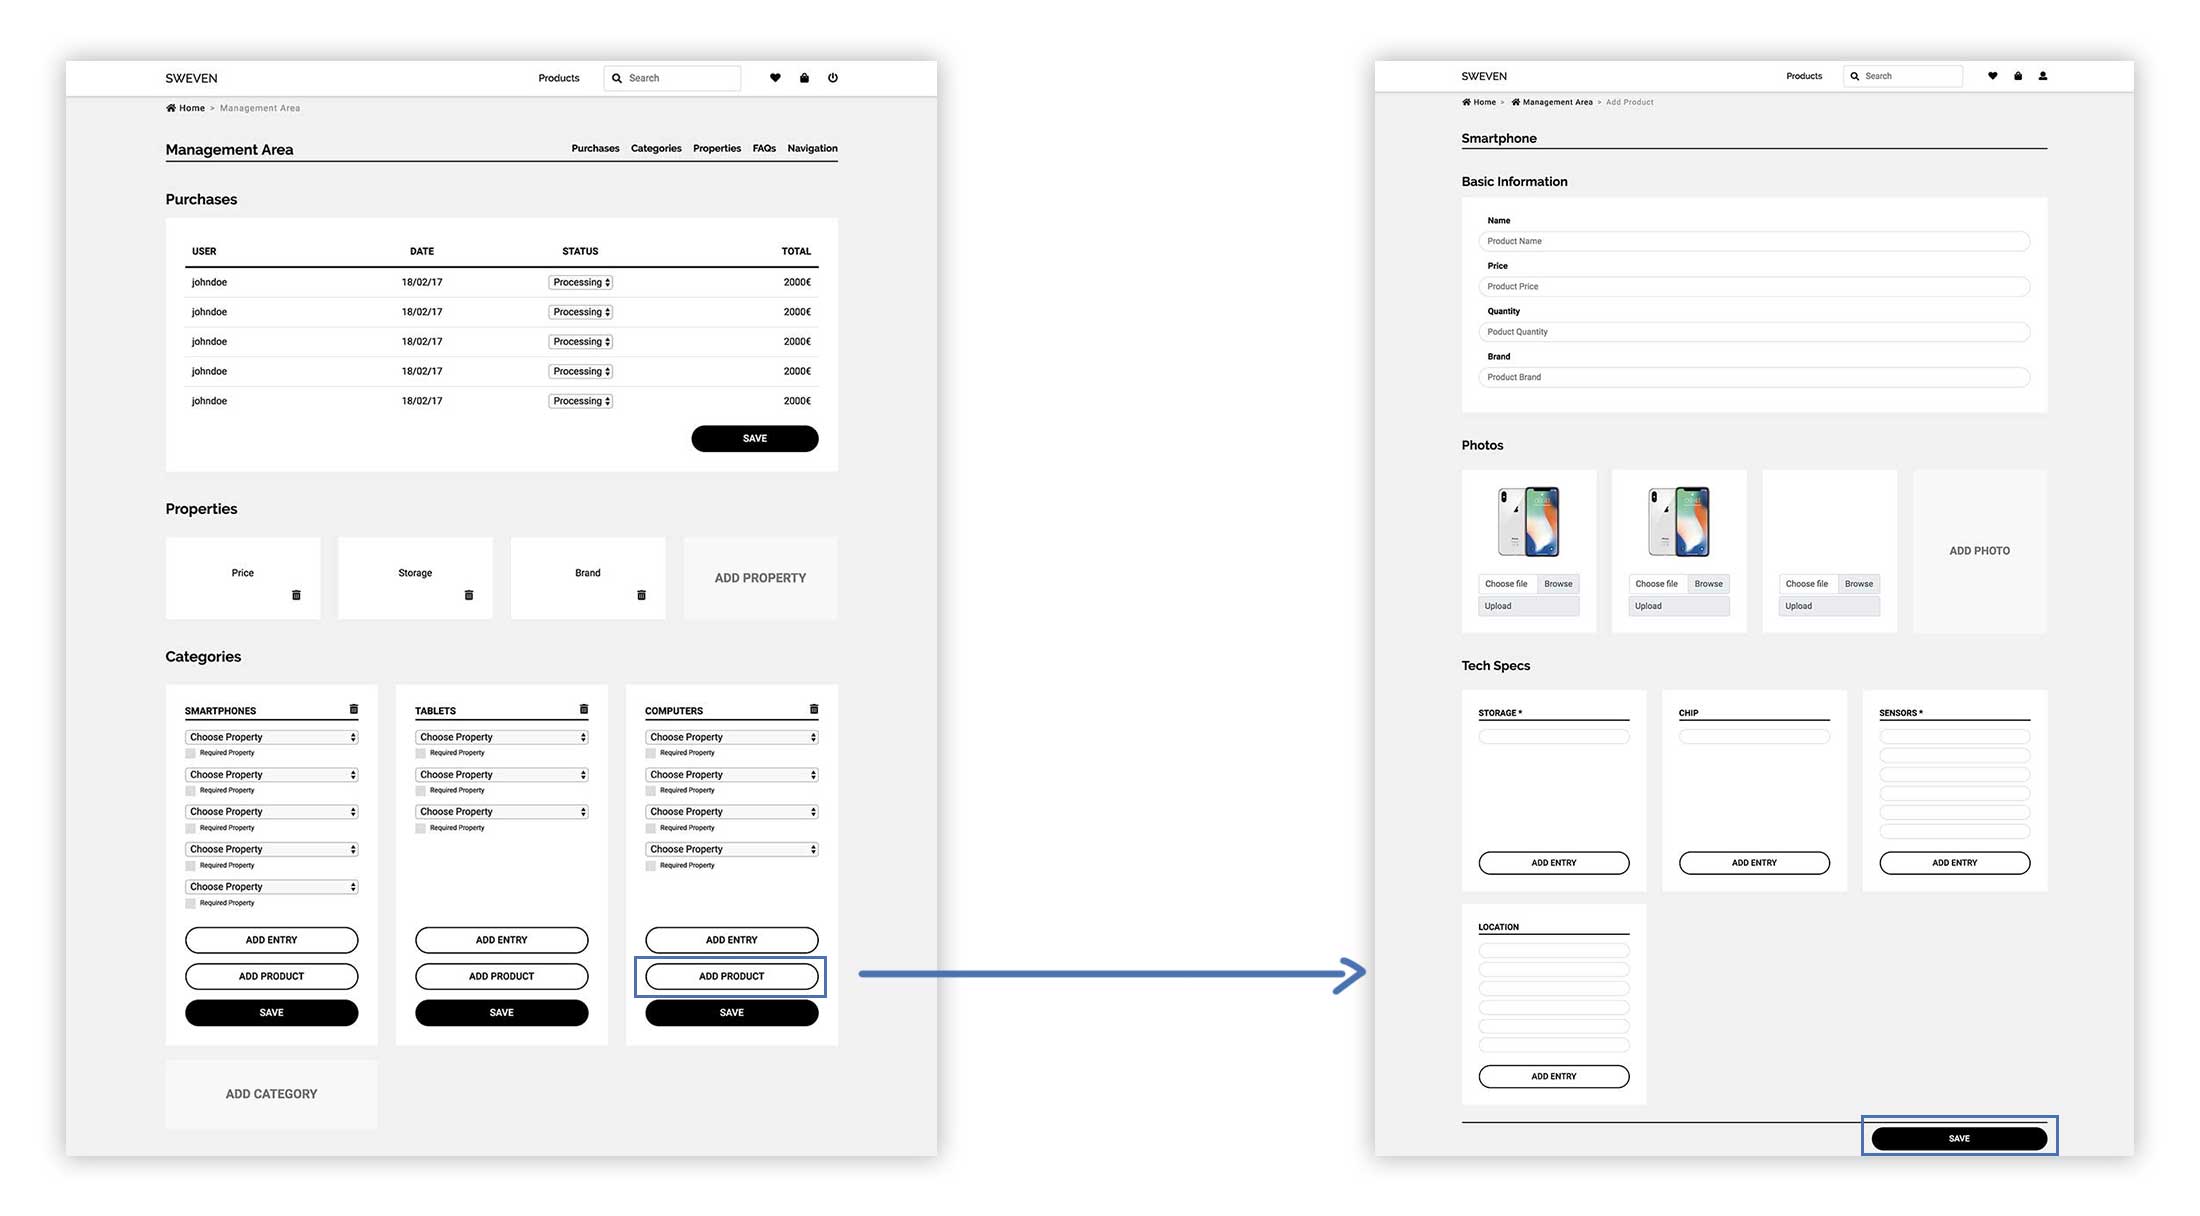 SWEVEN Products Search
Home > Management Area
Management Area Purchases Categories Properties FAQs Navigation
Purchases
USER DATE STATUS TOTAL
johndoe 18/02/17 Processing 2000€
johndoe 18/02/17 Processing 2000€
johndoe 18/02/17 Processing 2000€
johndoe 18/02/17 Processing 2000€
johndoe 18/02/17 Processing 2000€
SAVE
Properties
Price Storage Brand ADD PROPERTY
Categories
SMARTPHONES
Choose Property
Required Property
Choose Property
Required Property
Choose Property
Required Property
Choose Property
Required Property
Choose Property
Required Property
ADD ENTRY
ADD PRODUCT
SAVE
TABLETS
Choose Property
Required Property
Choose Property
Required Property
Choose Property
Required Property
ADD ENTRY
ADD PRODUCT
SAVE
COMPUTERS
Choose Property
Required Property
Choose Property
Required Property
Choose Property
Required Property
Choose Property
Required Property
ADD ENTRY
ADD PRODUCT
SAVE
ADD CATEGORY
SWEVEN Products Search
Home > Management Area > Add Product
Smartphone
Basic Information
Name
Product Name
Price
Product Price
Quantity
Poduct Quantity
Brand
Product Brand
Photos
Choose file Browse
Upload
Choose file Browse
Upload
Choose file Browse
Upload
ADD PHOTO
Tech Specs
STORAGE *
ADD ENTRY
CHIP
ADD ENTRY
SENSORS *
ADD ENTRY
LOCATION
ADD ENTRY
SAVE